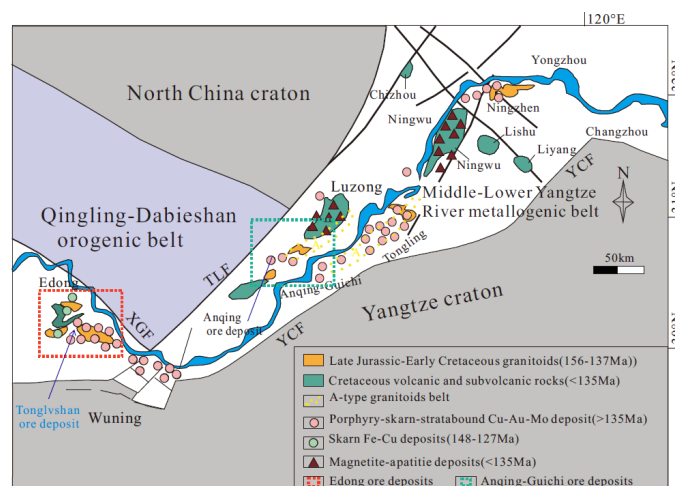 120°E
North China craton
Chizhou
Yongzhou
Ningzhen
Ningwu
Lishu
Changzhou
Liyang
Ningwu
YCF
N
Luzong
Middle-Lower Yangtze
River metallogenic belt
Qingling-Dabieshan
orogenic belt
TLF
Tongling
50km
Edong
Anqing-Guichi
Anqing
ore deposit
XGF
YCF
Yangtze craton
Tonglvshan
ore deposit
Wuning
Late Jurassic-Early Cretaceous granitoids(156-137Ma))
Cretaceous volcanic and subvolcanic rocks(<135Ma)
A-type granitoids belt
Porphyry-skarn-stratabound Cu-Au-Mo deposit(>135Ma)
Skarn Fe-Cu deposits(148-127Ma)
Magnetite-apatitie deposits(<135Ma)
Edong ore deposits
Anqing-Guichi ore deposits